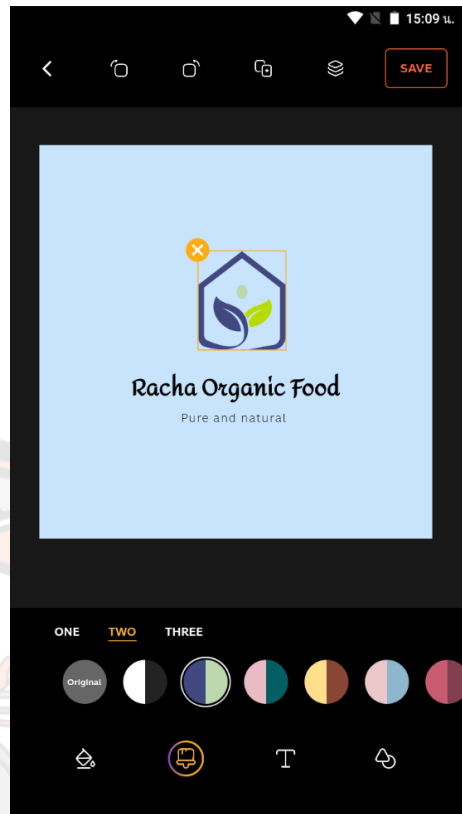 15:09 น.
SAVE
Racha Organic Food
Pure and natural
ONE TWO THREE
Original